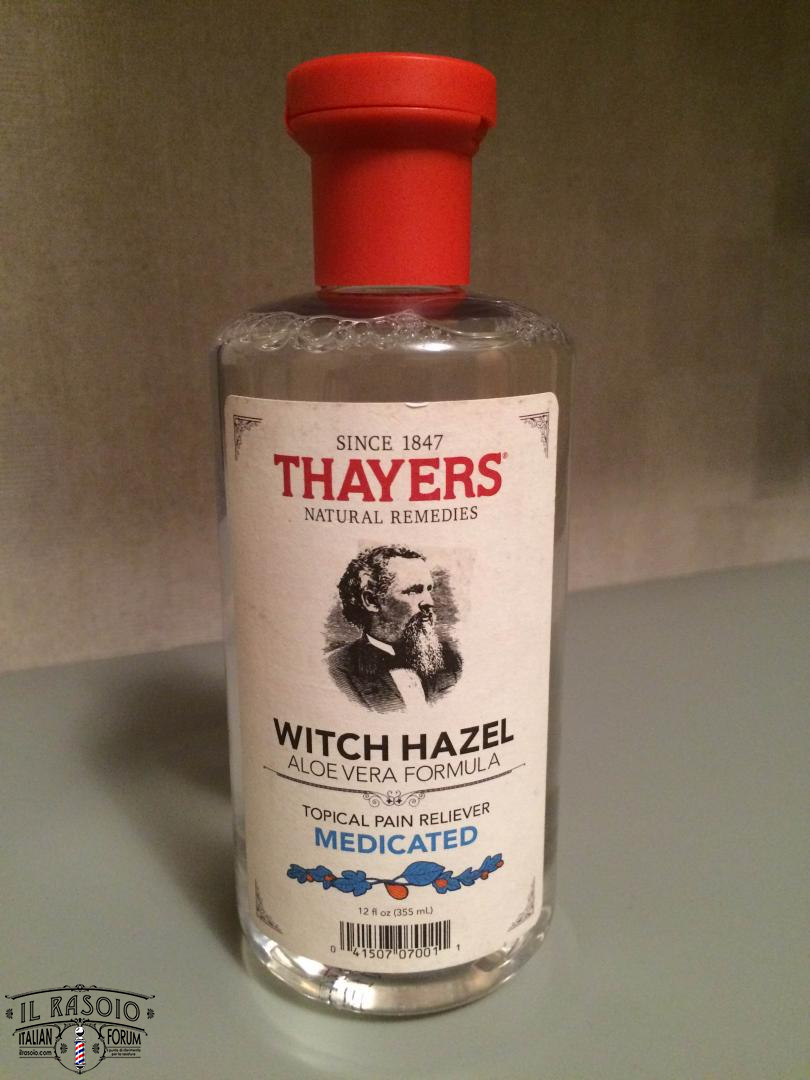 SINCE 1847
THAYERS®
NATURAL REMEDIES
WITCH HAZEL
ALOE VERA FORMULA
TOPICAL PAIN RELIEVER
MEDICATED
12 fl oz (355 mL)
0 41507 07001 1
IL RASOIO
ITALIAN FORUM
ilrasoio.com